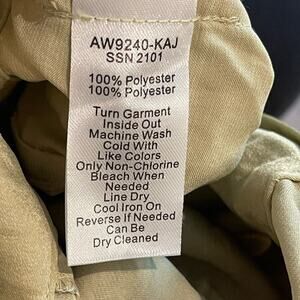 AW9240-KAJ
SSN 2101
100% Polyester
100% Polyester
Turn Garment
Inside Out
Machine Wash
Cold With
Like Colors
Only Non-Chlorine
Bleach When
Needed
Line Dry
Cool Iron On
Reverse If Needed
Can Be
Dry Cleaned